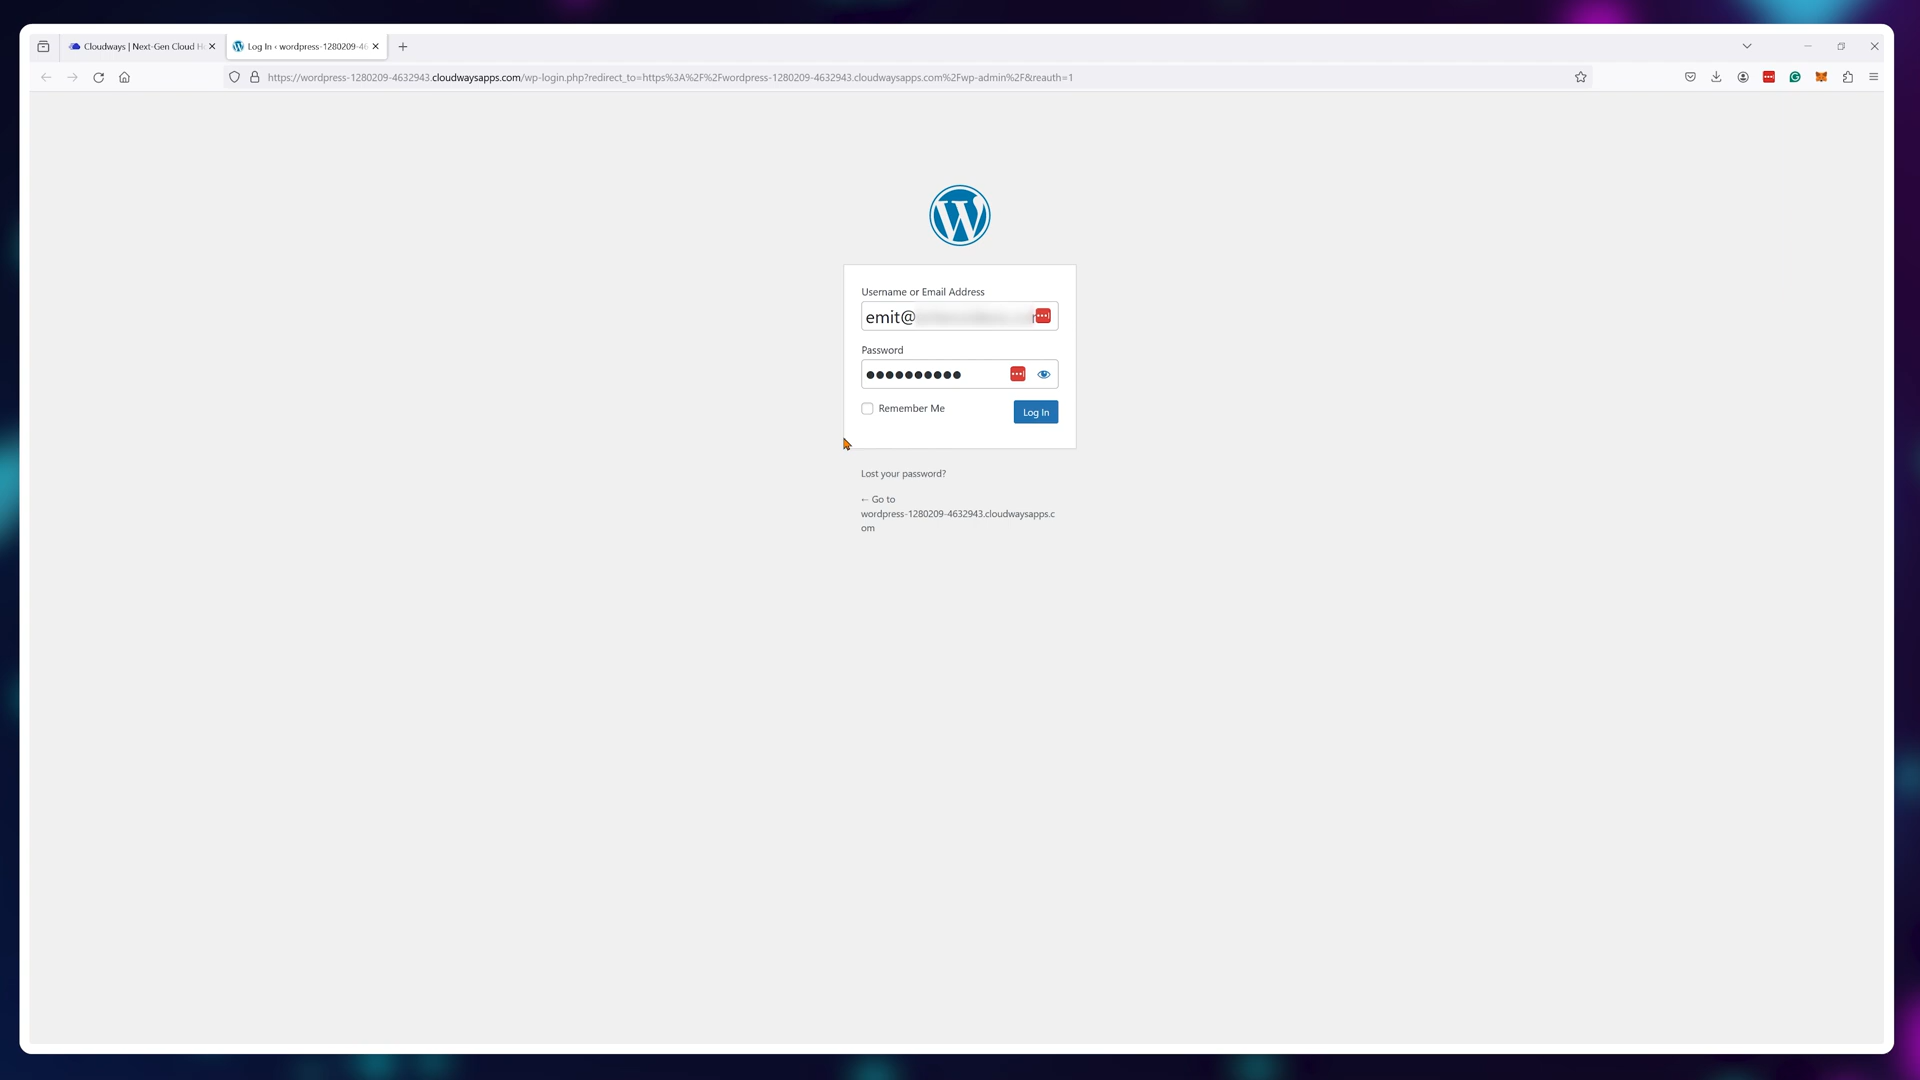 Cloudways | Next-Gen Cloud H
Log In ‹ wordpress-1280209-46
https://wordpress-1280209-4632943.cloudwaysapps.com/wp-login.php?redirect_to=https%3A%2F%2Fwordpress-1280209-4632943.cloudwaysapps.com%2Fwp-admin%2F&reauth=1
Username or Email Address
emit@
Password
Remember Me
Log In
Lost your password?
← Go to
wordpress-1280209-4632943.cloudwaysapps.c
om